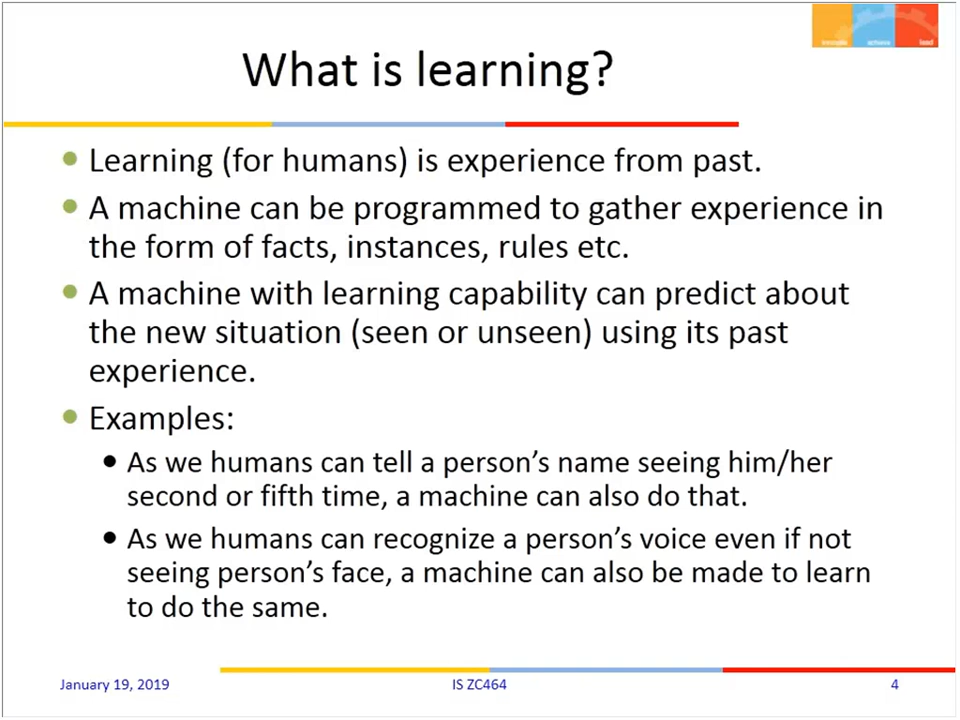 innovate achieve lead
What is learning?
• Learning (for humans) is experience from past.
• A machine can be programmed to gather experience in
the form of facts, instances, rules etc.
• A machine with learning capability can predict about
the new situation (seen or unseen) using its past
experience.
• Examples:
• As we humans can tell a person's name seeing him/her
second or fifth time, a machine can also do that.
• As we humans can recognize a person's voice even if not
seeing person's face, a machine can also be made to learn
to do the same.
January 19, 2019 IS ZC464 4